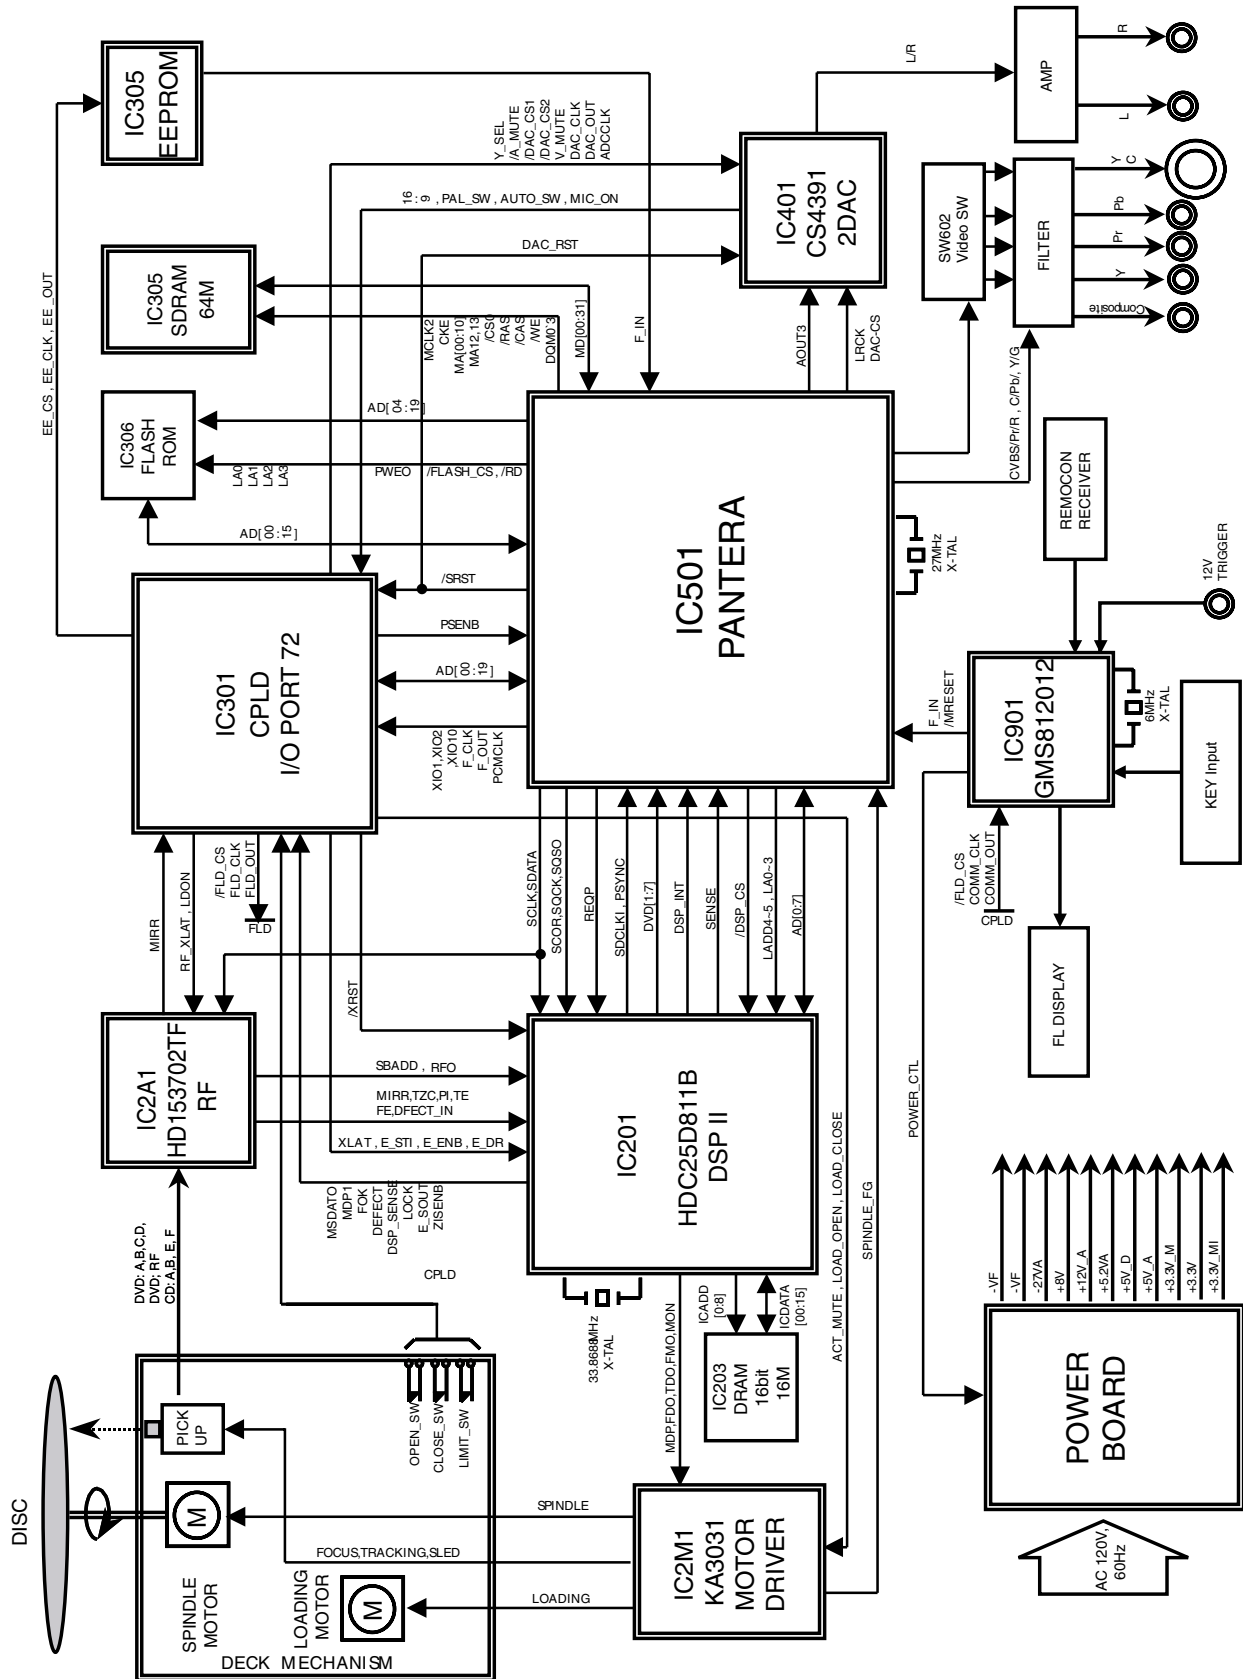 DISC
SPINDLE
MOTOR
M
PICK
UP
LOADING
MOTOR
M
DECK MECHANISM
OPEN_SW
CLOSE_SW
LIMIT_SW
DVD: A,B,C,D,
DVD: RF
CD: A,B, E, F
CPLD
SPINDLE
FOCUS,TRACKING,SLED
LOADING
IC2M1
KA3031
MOTOR
DRIVER
MDP,FDO,TDO,FMO,MON
ACT_MUTE , LOAD_OPEN , LOAD_CLOSE
SPINDLE_FG
IC203
DRAM
16bit
16M
ICADD
[0:8]
ICDATA
[00:15]
33.8688MHz
X-TAL
IC2A1
HD153702TF
RF
MIRR
RF_XLAT , LDON
/FLD_CS
FLD_CLK
FLD_OUT
FLD
/XRST
SBADD , RFO
MIRR,TZC,PI,TE
FE,DFECT_IN
XLAT , E_STI , E_ENB , E_DR
MSDATO
MDP1
FOK
DEFECT
DSP_SENSE
LOCK
E_SOUT
ZISENB
IC201
HDC25D811B
DSP II
SCLK,SDATA
SCOR,SQCK,SQSO
REQP
SDCLKI , PSYNC
DVD[1:7]
DSP_INT
SENSE
/DSP_CS
LADD4~5 , LA0~3
AD[0:7]
IC301
CPLD
I/O PORT 72
EE_CS , EE_CLK , EE_OUT
XIO1,XIO2
,XIO10
F_CLK
F_OUT
PCMCLK
AD[ 00 : 19 ]
PSENB
/SRST
IC501
PANTERA
27MHz
X-TAL
IC306
FLASH
ROM
AD[ 00 : 15 ]
LA0
LA1
LA2
LA3
PWEO /FLASH_CS , /RD
AD[ 04 : 19 ]
IC305
SDRAM
64M
MCLK2
CKE
MA[00:10]
MA12,13
/CS0
/RAS
/CAS
/WE
DQM0`3
MD[00:31]
IC305
EEPROM
F_IN
16 : 9 , PAL_SW , AUTO_SW , MIC_ON
DAC_RST
Y_SEL
/A_MUTE
/DAC_CS1
/DAC_CS2
V_MUTE
DAC_CLK
DAC_OUT
ADCCLK
IC401
CS4391
2DAC
AOUT3
LRCK
DAC-CS
L/R
AMP
R
L
SW602
Video SW
FILTER
CVBS/Pr/R , C/Pb/, Y/G
Y
C
Pb
Pr
Y
Composite
REMOCON
RECEIVER
12V
TRIGGER
IC901
GMS812012
F_IN
/MRESET
6MHz
X-TAL
KEY Input
/FLD_CS
COMM_CLK
COMM_OUT
CPLD
FL DISPLAY
POWER_CTL
POWER
BOARD
AC 120V,
60Hz
-VF
-VF
-27VA
+8V
+12V_A
+5.2VA
+5V_D
+5V_A
+3.3V_M
+3.3V
+3.3V_MI